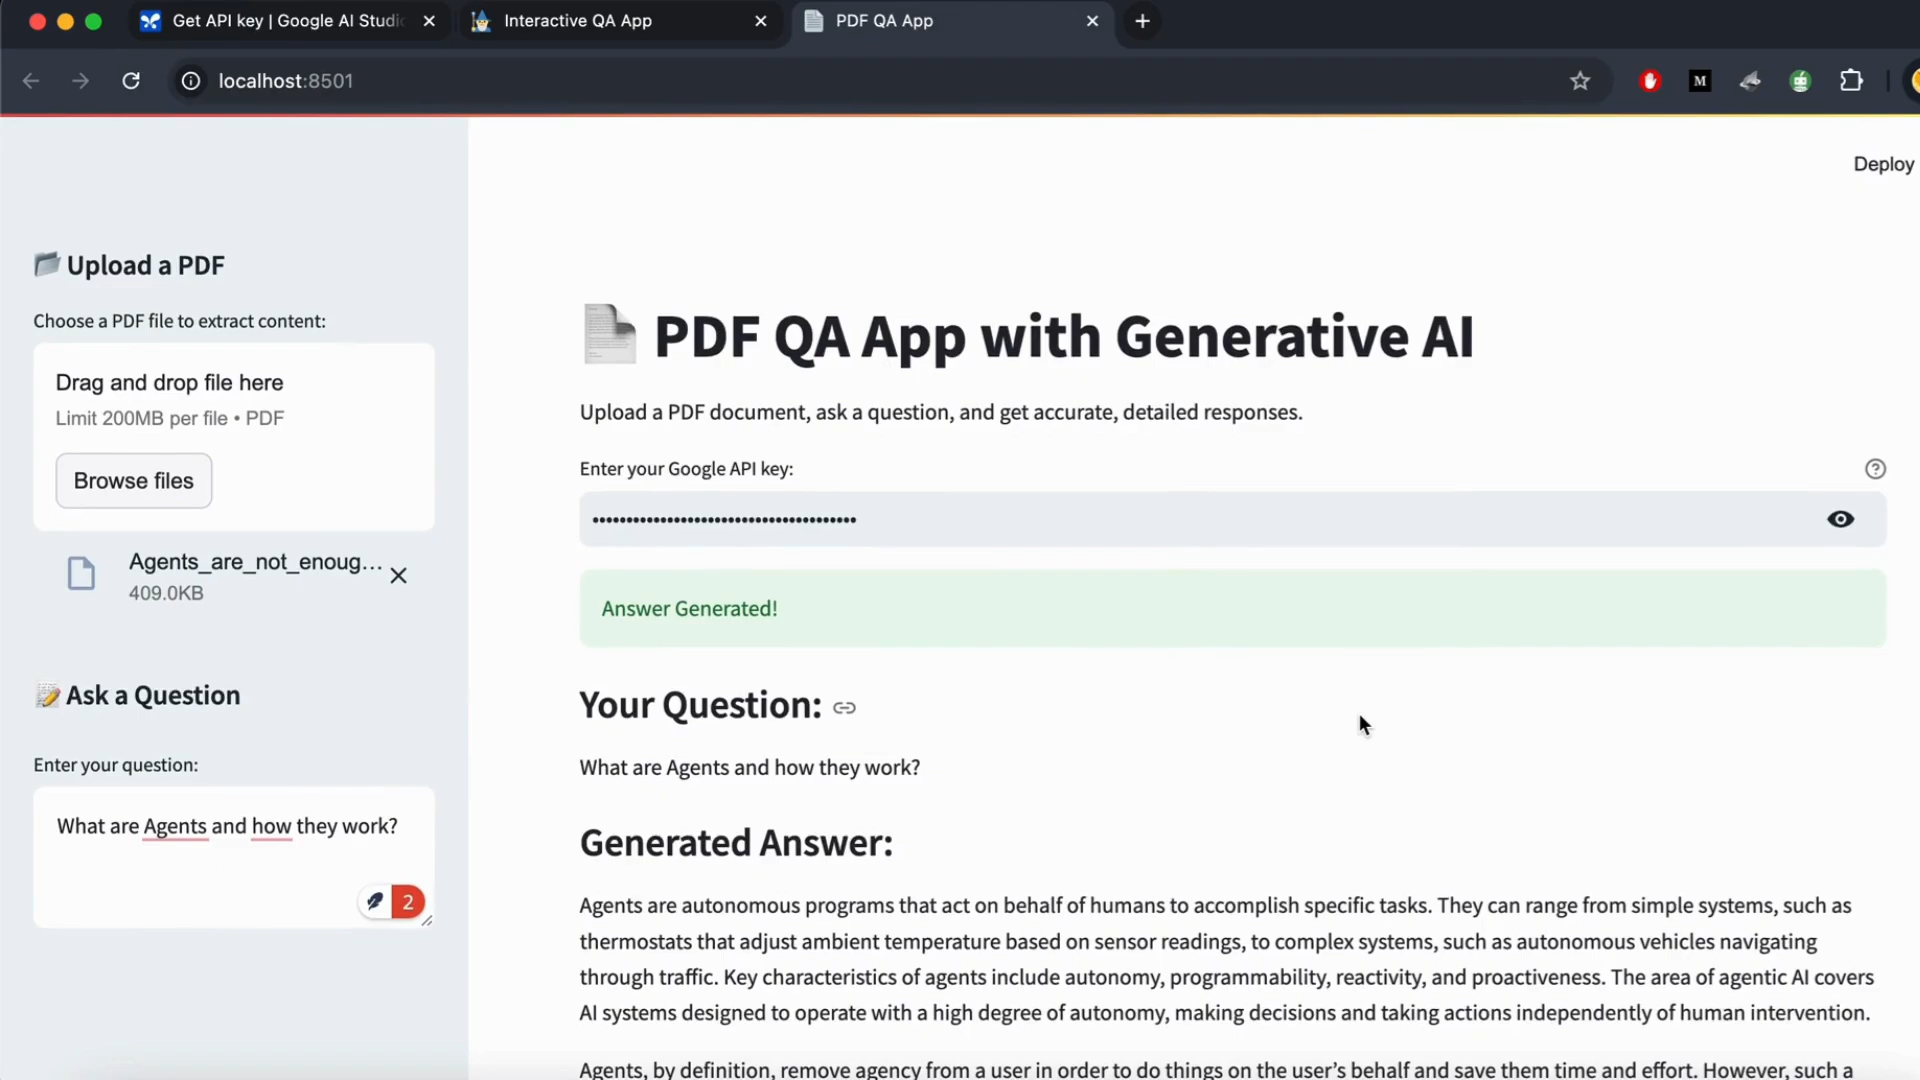 Get API key | Google AI Studi
Interactive QA App
PDF QA App
localhost:8501
M
Deploy
Upload a PDF
Choose a PDF file to extract content:
Drag and drop file here
Limit 200MB per file • PDF
Browse files
Agents_are_not_enoug...
409.0KB
Ask a Question
Enter your question:
What are Agents and how they work?
2
PDF QA App with Generative AI
Upload a PDF document, ask a question, and get accurate, detailed responses.
Enter your Google API key:
Answer Generated!
Your Question:
What are Agents and how they work?
Generated Answer:
Agents are autonomous programs that act on behalf of humans to accomplish specific tasks. They can range from simple systems, such as
thermostats that adjust ambient temperature based on sensor readings, to complex systems, such as autonomous vehicles navigating
through traffic. Key characteristics of agents include autonomy, programmability, reactivity, and proactiveness. The area of agentic AI covers
AI systems designed to operate with a high degree of autonomy, making decisions and taking actions independently of human intervention.
Agents, by definition, remove agency from a user in order to do things on the user's behalf and save them time and effort. However, such a